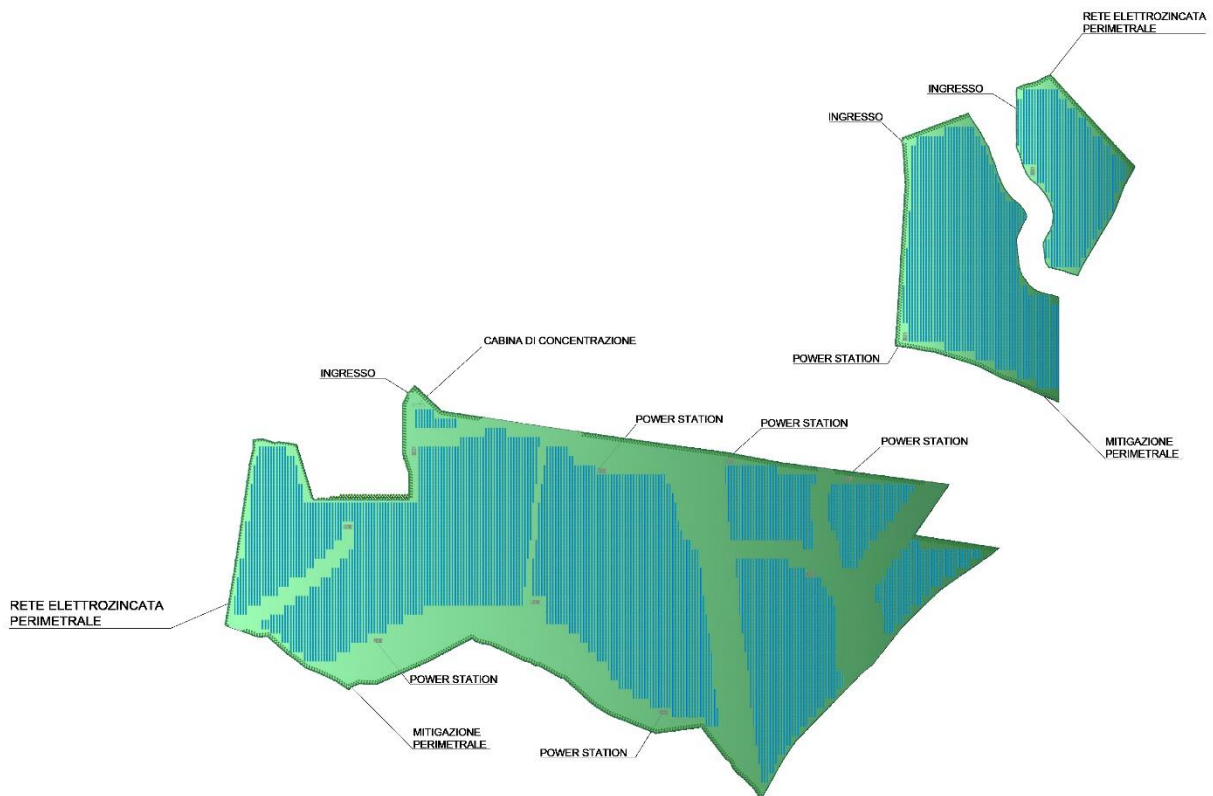 RETE ELETTROZINCATA
PERIMETRALE
INGRESSO
INGRESSO
POWER STATION
MITIGAZIONE
PERIMETRALE
CABINA DI CONCENTRAZIONE
INGRESSO
POWER STATION
POWER STATION
POWER STATION
RETE ELETTROZINCATA
PERIMETRALE
POWER STATION
MITIGAZIONE
PERIMETRALE
POWER STATION